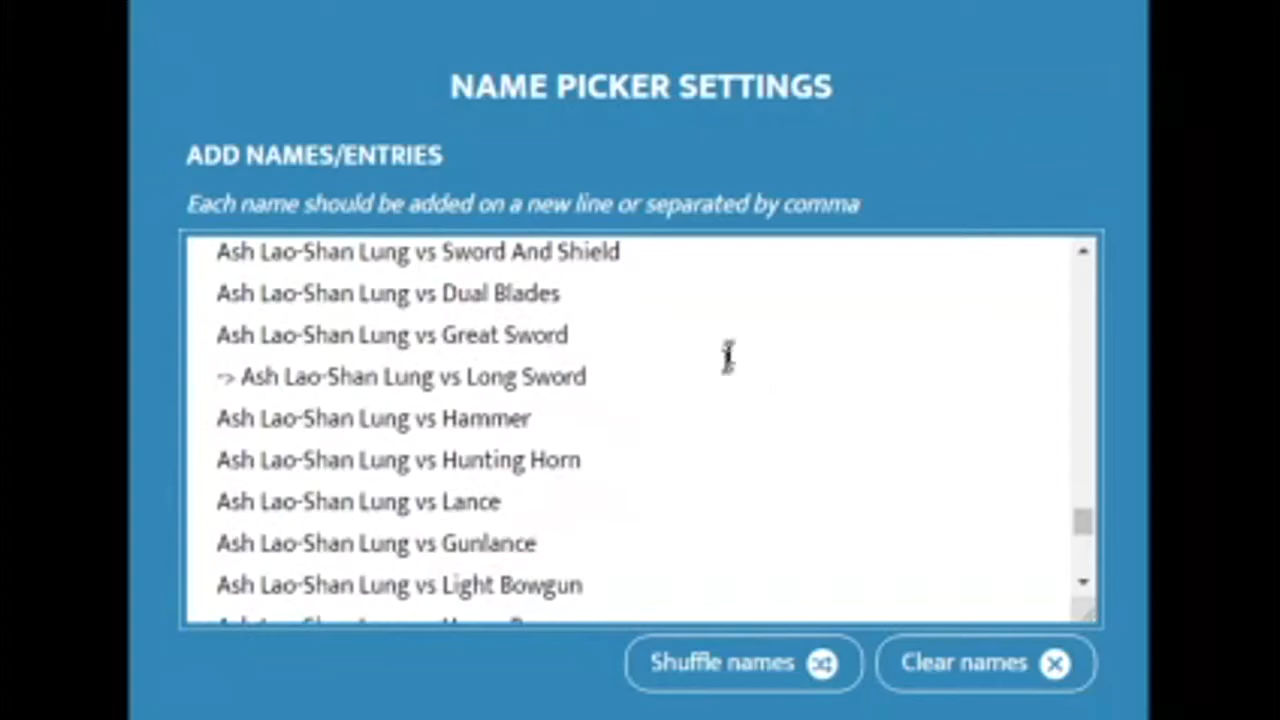 NAME PICKER SETTINGS
ADD NAMES/ENTRIES
Each name should be added on a new line or separated by comma
Ash Lao-Shan Lung vs Sword And Shield
Ash Lao-Shan Lung vs Dual Blades
Ash Lao-Shan Lung vs Great Sword
-> Ash Lao-Shan Lung vs Long Sword
Ash Lao-Shan Lung vs Hammer
Ash Lao-Shan Lung vs Hunting Horn
Ash Lao-Shan Lung vs Lance
Ash Lao-Shan Lung vs Gunlance
Ash Lao-Shan Lung vs Light Bowgun
Shuffle names
Clear names